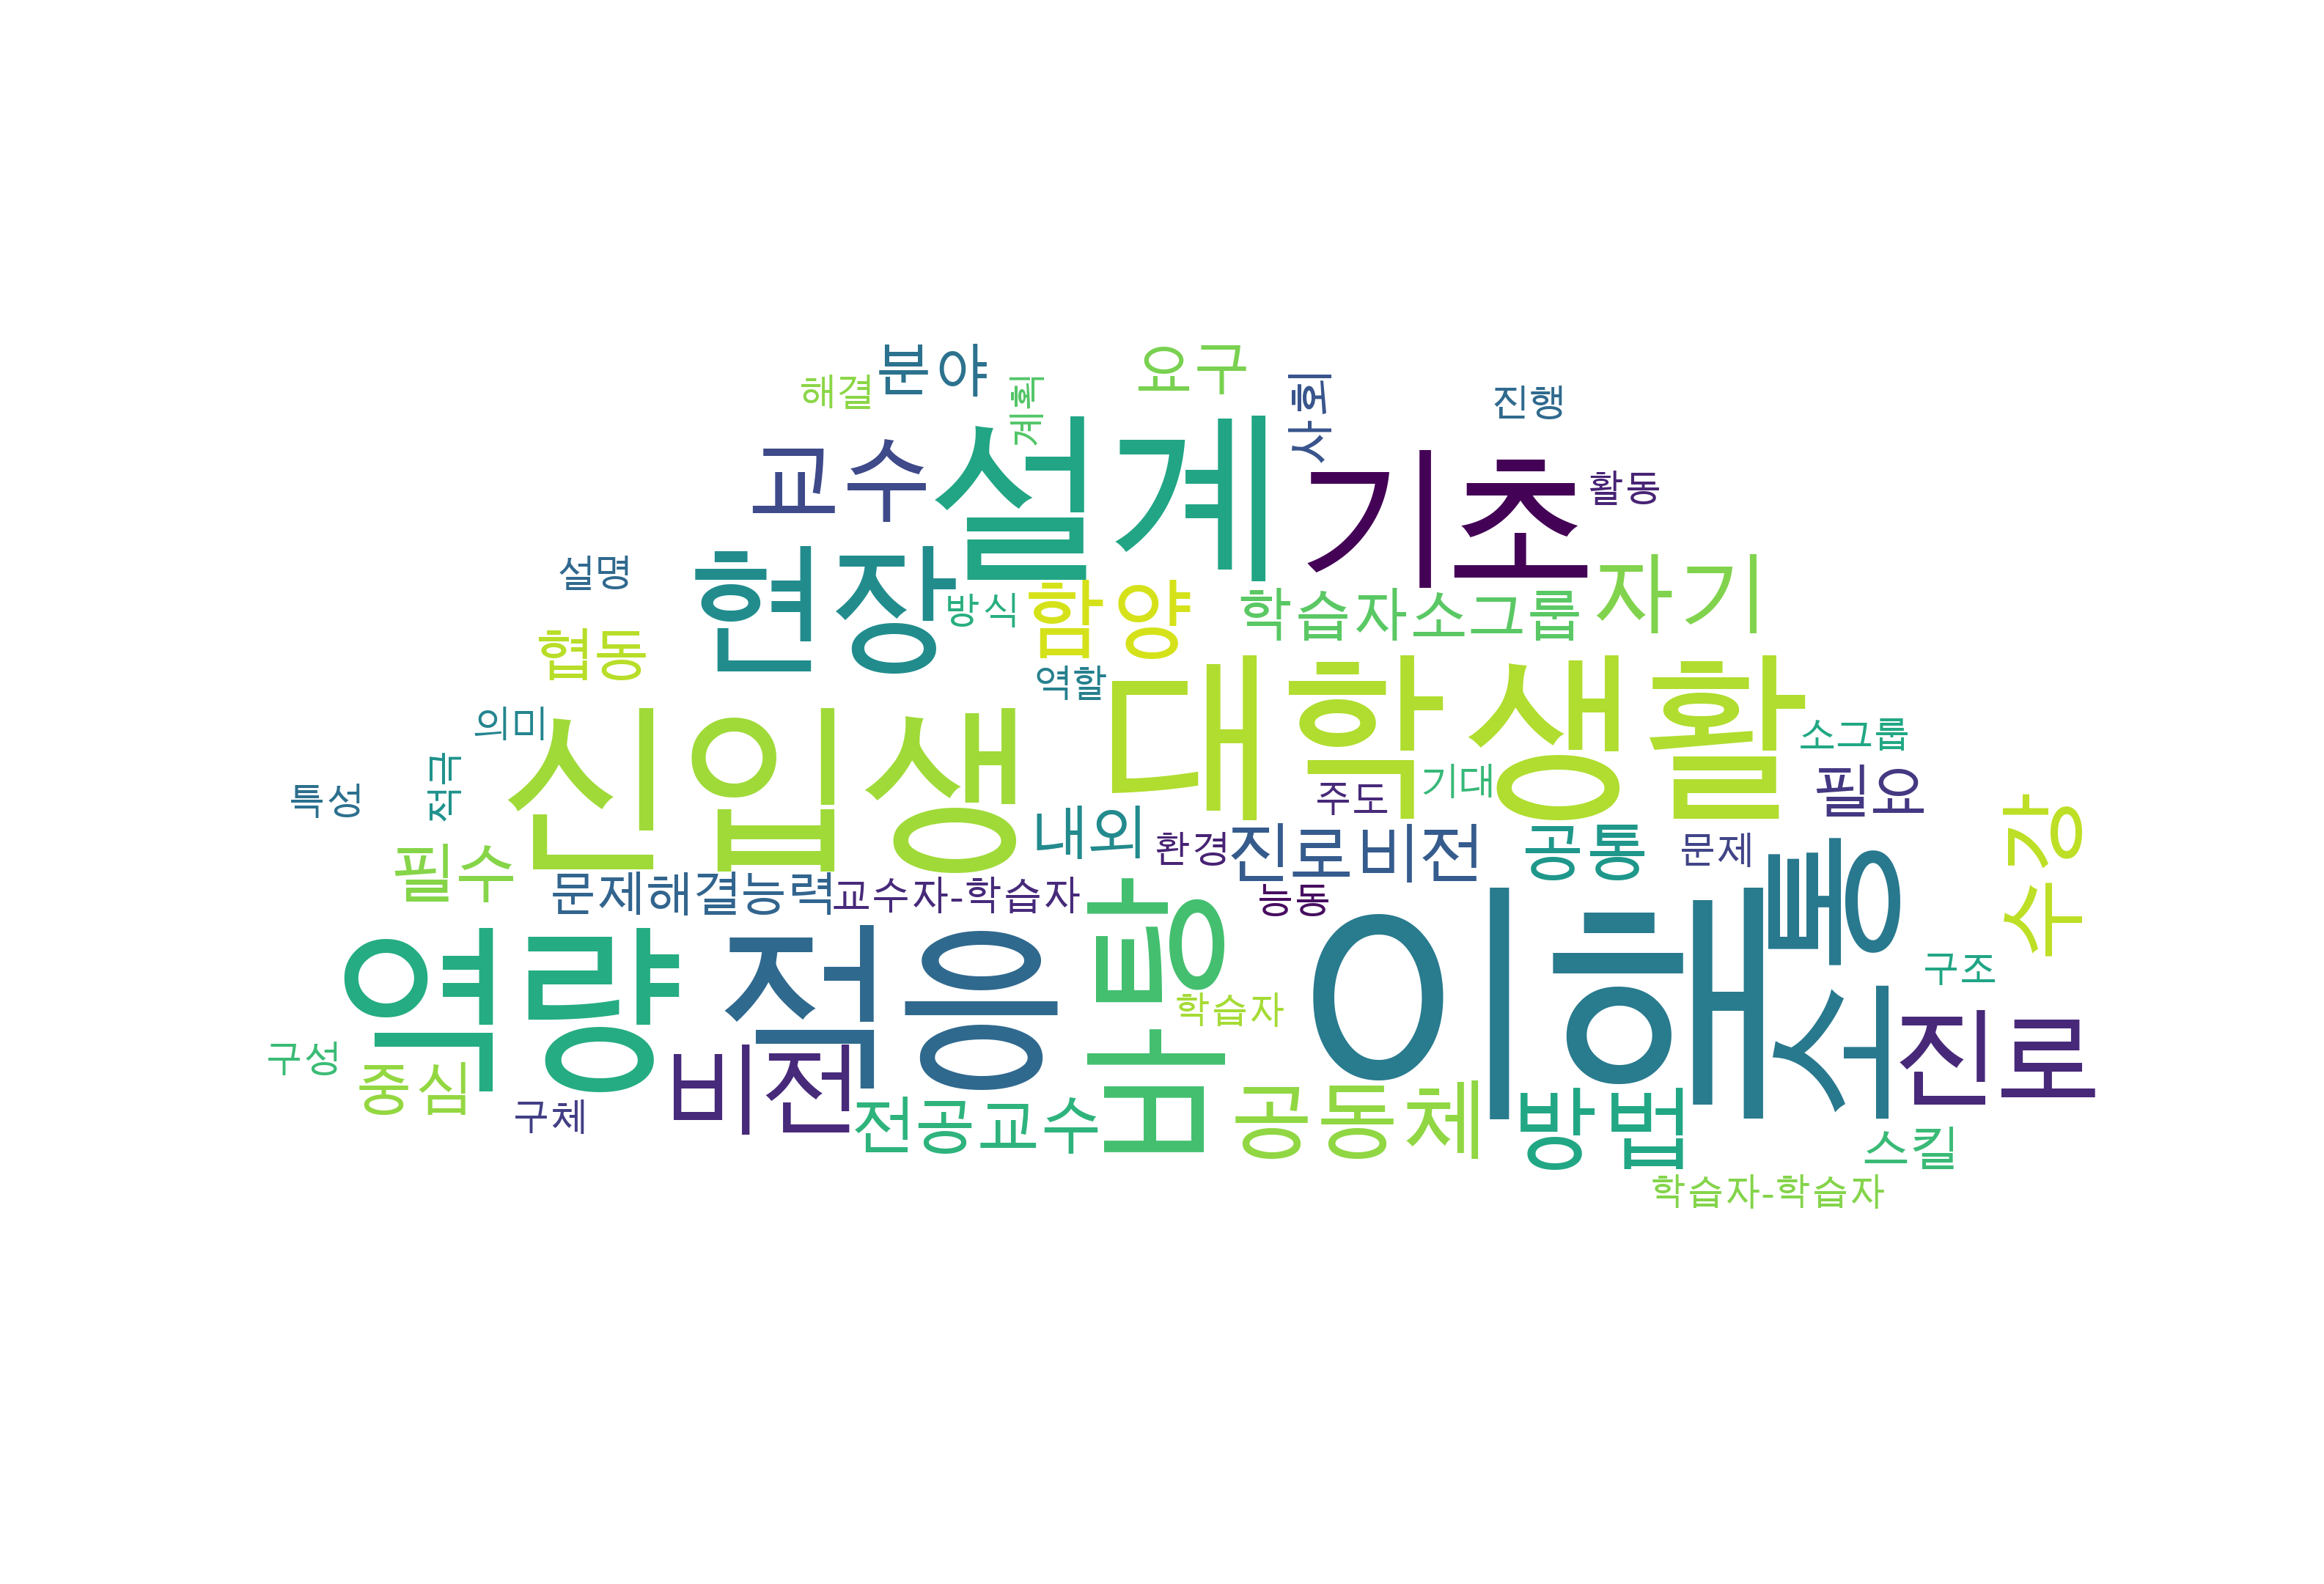 분야
요구
해결
계획
사회
진행
교수
설계
기초
활동
현장
설명
방식
함양
학습자소그룹
자기
협동
역할
대학생활
의미
신입생
소그룹
적극
특성
주도
기대
필요
수강
필수
내외
환경
진로비전
공통
문제
문제해결능력
교수자-학습자
능동
소통
역량
적응
남방
학습자
이해
구조
진로
구성
중심
비전
구체
전공교수
공동체
방법
스킬
학습자-학습자